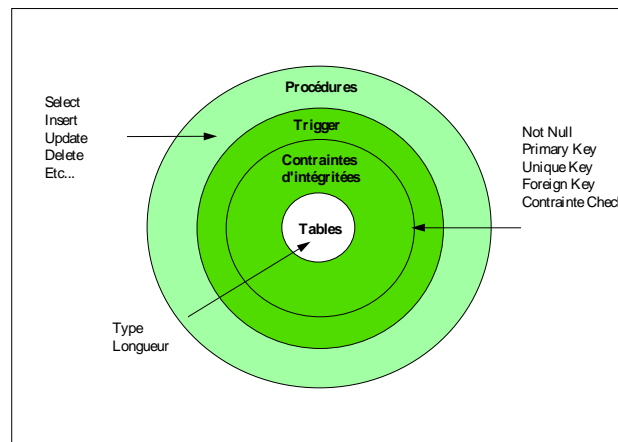 Procédures
Select
Insert
Update
Delete
Etc...
Trigger
Not Null
Primary Key
Unique Key
Foreign Key
Contrainte Check
Contraintes
d'intégritées
Tables
Type
Longueur